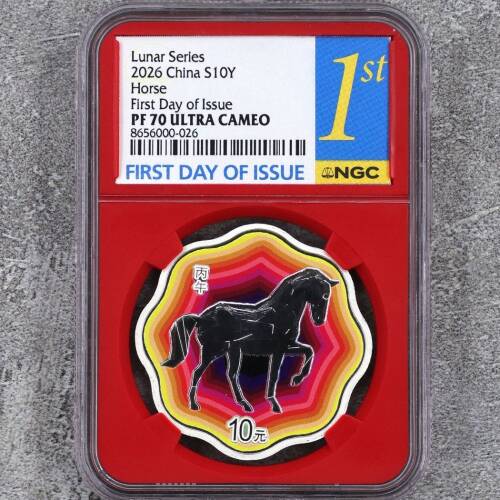 Lunar Series
2026 China S10Y
Horse
First Day of Issue
PF 70 ULTRA CAMEO
8656000-026
FIRST DAY OF ISSUE
1st
NGC
丙午
10元